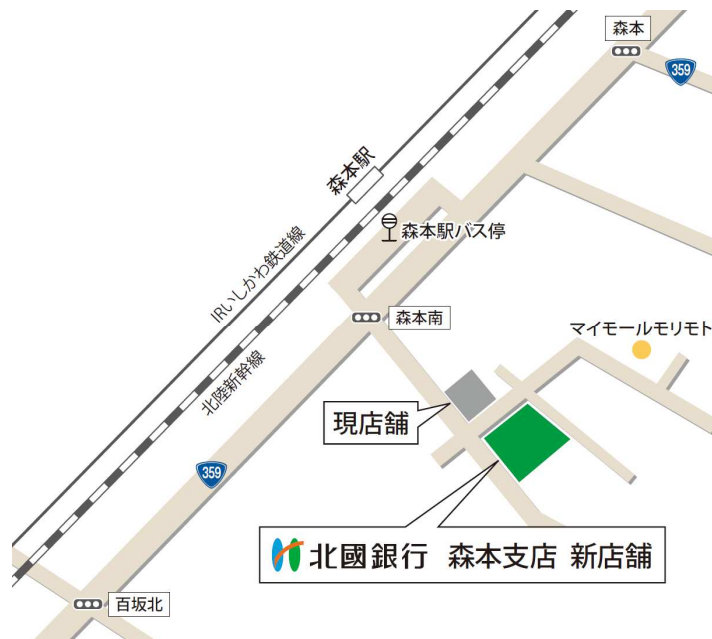 森本
359
森本駅
森本駅バス停
IRいしかわ鉄道線
森本南
マイモールモリモト
北陸新幹線
現店舗
359
北國銀行 森本支店 新店舗
百坂北